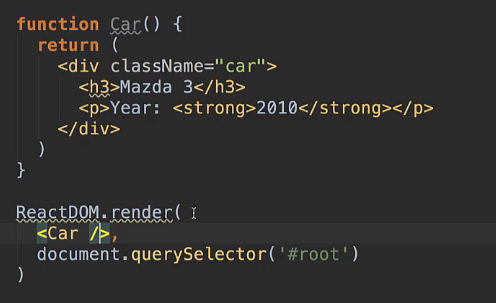 function Car() {
  return (
    <div className="car">
      <h3>Mazda 3</h3>
      <p>Year: <strong>2010</strong></p>
    </div>
  )
}

ReactDOM.render(
  <Car />,
  document.querySelector('#root')
)